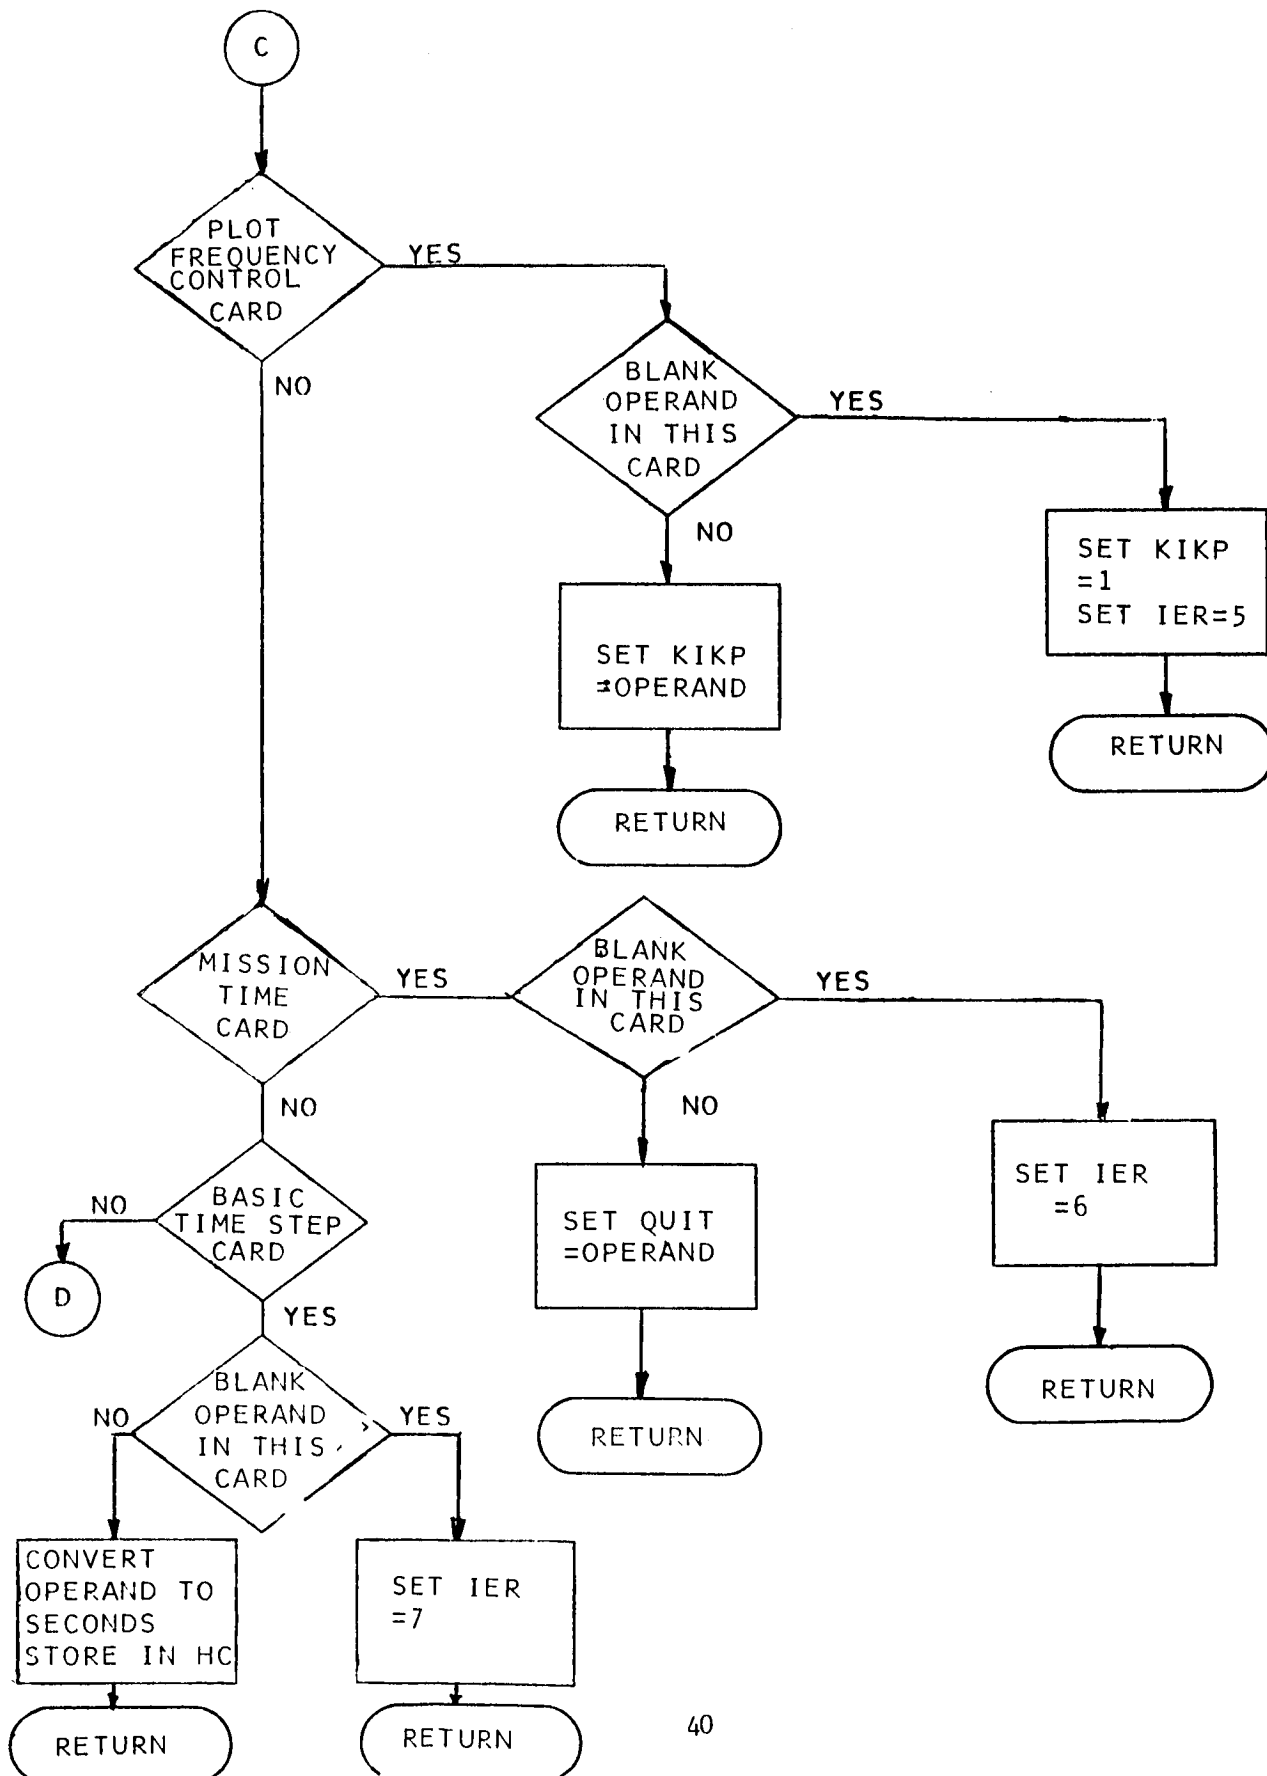 C
PLOT
FREQUENCY
CONTROL
CARD
YES
NO
BLANK
OPERAND
IN THIS
CARD
YES
NO
SET KIKP
=1
SET IER=5
SET KIKP
=OPERAND
RETURN
RETURN
MISSION
TIME
CARD
YES
BLANK
OPERAND
IN THIS
CARD
YES
NO
NO
BASIC
TIME STEP
CARD
NO
D
YES
SET QUIT
=OPERAND
SET IER
=6
RETURN
RETURN
BLANK
OPERAND
IN THIS
CARD
NO
YES
CONVERT
OPERAND TO
SECONDS
STORE IN HC
SET IER
=7
RETURN
RETURN
40